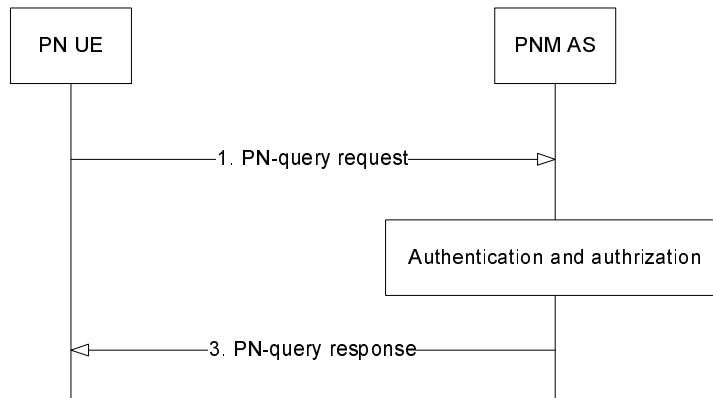 PN UE
PNM AS
1. PN-query request
Authentication and authrization
3. PN-query response